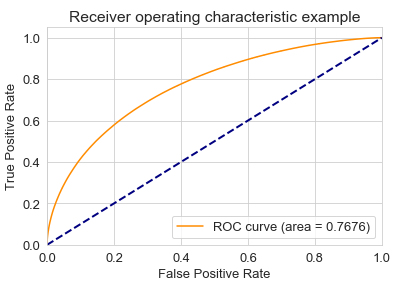 Receiver operating characteristic example
1.0
0.8
0.6
0.4
0.2
0.0
True Positive Rate
ROC curve (area = 0.7676)
0.0 0.2 0.4 0.6 0.8 1.0
False Positive Rate